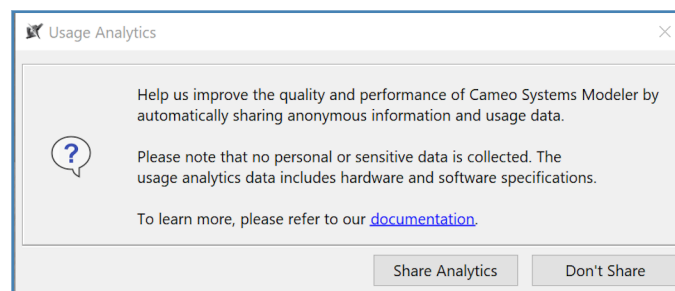 Usage Analytics
Help us improve the quality and performance of Cameo Systems Modeler by
automatically sharing anonymous information and usage data.
Please note that no personal or sensitive data is collected. The
usage analytics data includes hardware and software specifications.
To learn more, please refer to our documentation.
Share Analytics
Don't Share